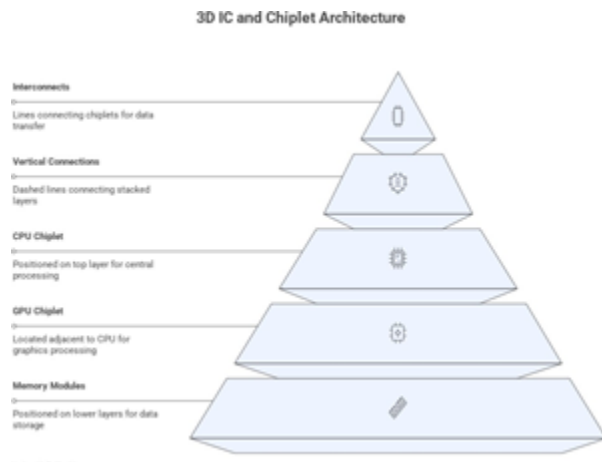 3D IC and Chiplet Architecture
Interconnects
Lines connecting chiplets for data
transfer
Vertical Connections
Dashed lines connecting stacked
layers
CPU Chiplet
Positioned on top layer for central
processing
GPU Chiplet
Located adjacent to CPU for
graphics processing
Memory Modules
Positioned on lower layers for data
storage